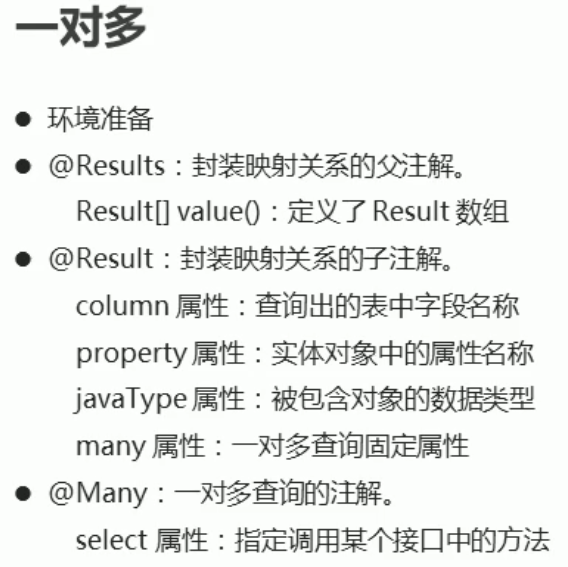 一对多
● 环境准备
● @Results：封装映射关系的父注解。
Result[] value()：定义了 Result 数组
● @Result：封装映射关系的子注解。
column 属性：查询出的表中字段名称
property 属性：实体对象中的属性名称
javaType 属性：被包含对象的数据类型
many 属性：一对多查询固定属性
● @Many：一对多查询的注解。
select 属性：指定调用某个接口中的方法